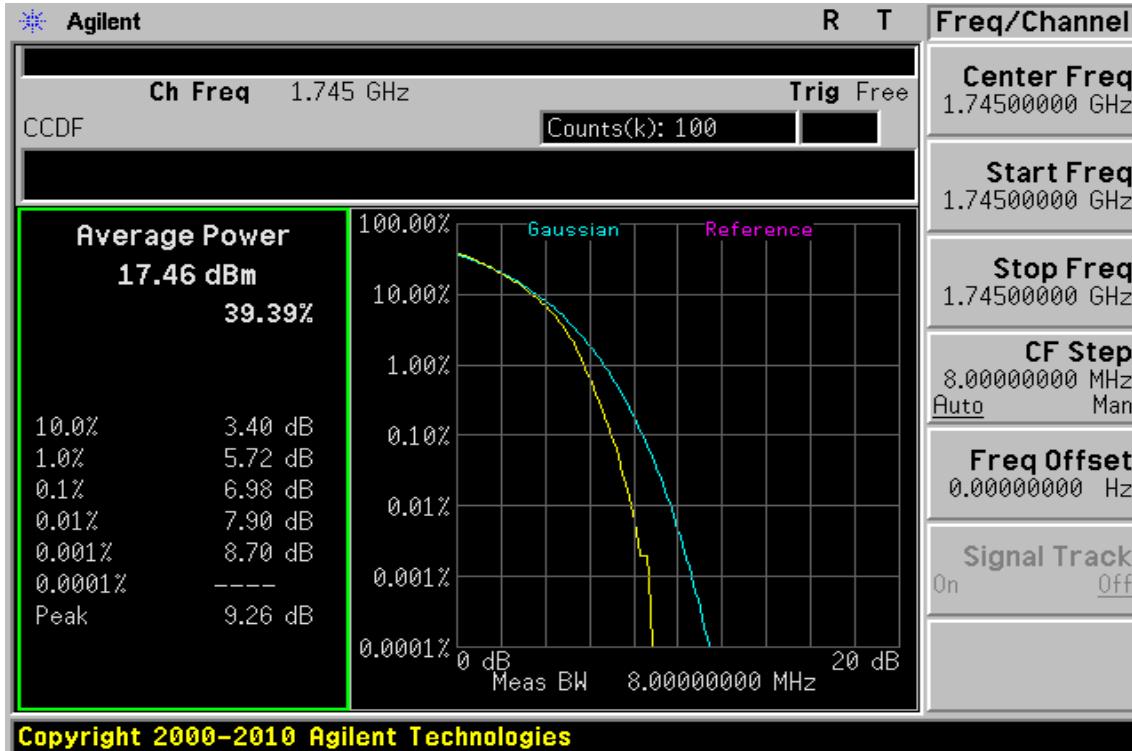 Agilent R T
Ch Freq 1.745 GHz Trig Free
CCDF Counts(k): 100
Average Power
17.46 dBm
39.39%
10.0% 3.40 dB
1.0% 5.72 dB
0.1% 6.98 dB
0.01% 7.90 dB
0.001% 8.70 dB
0.0001% ----
Peak 9.26 dB
Gaussian Reference
100.00%
10.00%
1.00%
0.10%
0.01%
0.001%
0.0001%
0 dB 20 dB
Meas BW 8.00000000 MHz
Freq/Channel
Center Freq
1.74500000 GHz
Start Freq
1.74500000 GHz
Stop Freq
1.74500000 GHz
CF Step
8.00000000 MHz
Auto Man
Freq Offset
0.00000000 Hz
Signal Track
On Off
Copyright 2000-2010 Agilent Technologies